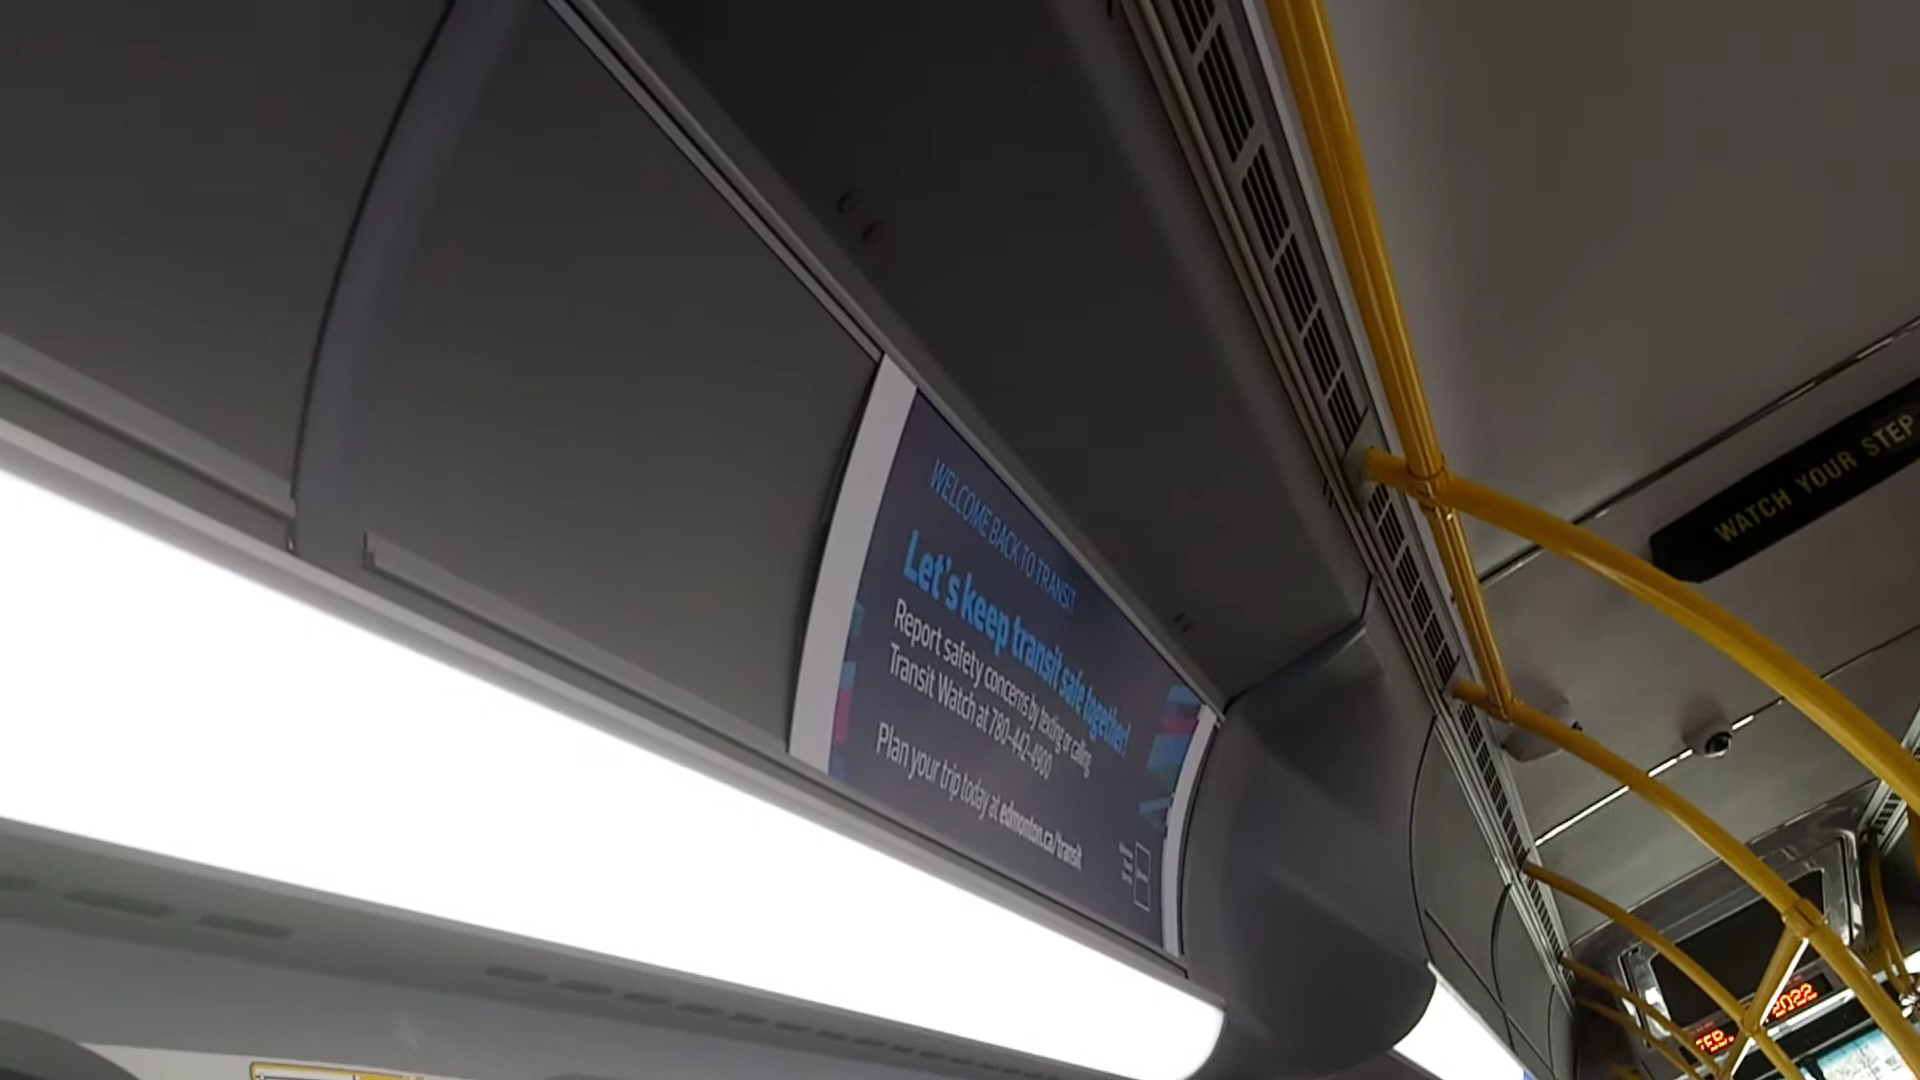 WELCOME BACK TO TRANSIT
Let's keep transit safe together!
Report safety concerns by texting or calling
Transit Watch at 780-442-4900
Plan your trip today at edmonton.ca/transit
WATCH YOUR STEP
FEB. 2022